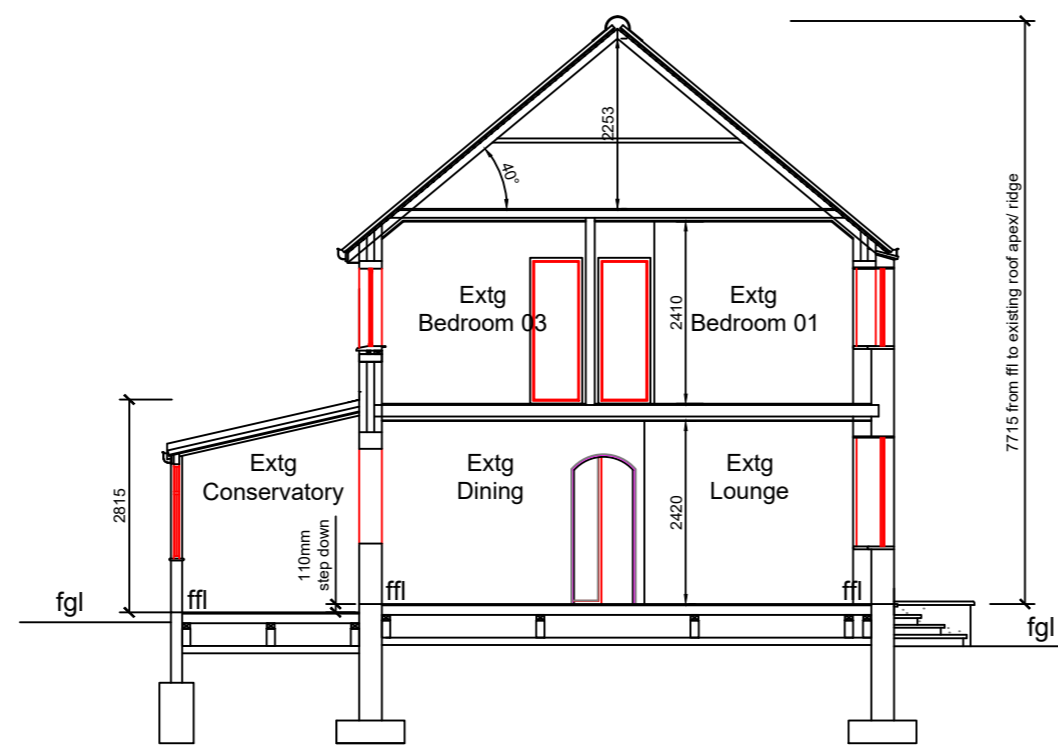 2253
40°
7715 from ffl to existing roof apex/ ridge
Extg
Bedroom 03
2410
Extg
Bedroom 01
2815
Extg
Conservatory
Extg
Dining
2420
Extg
Lounge
110mm
step down
fgl
ffl
ffl
ffl
fgl